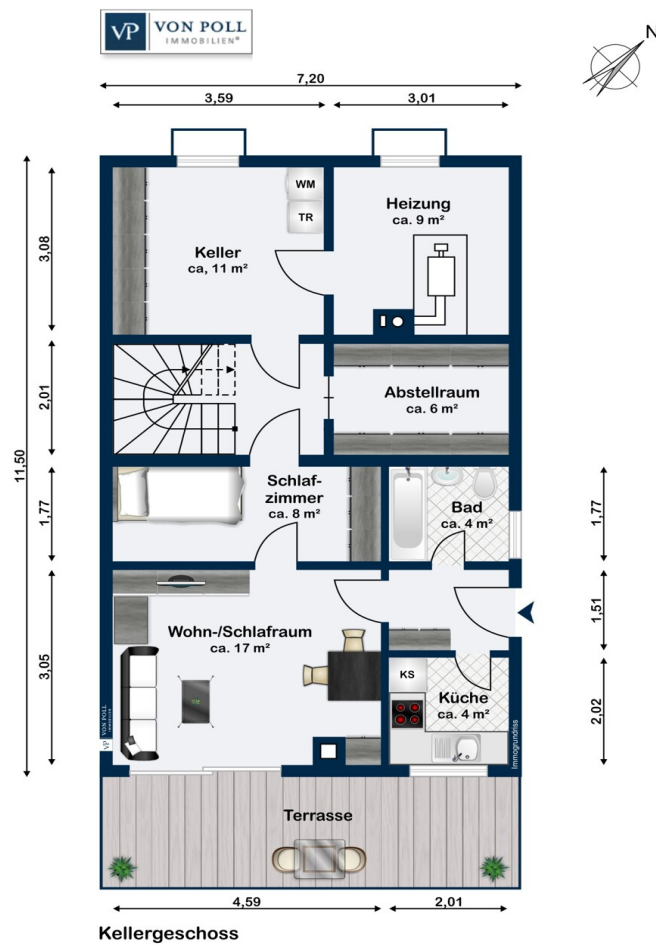 VP VON POLL
IMMOBILIEN®
N
7,20
3,59
3,01
WM
TR
Heizung
ca. 9 m²
Keller
ca, 11 m²
3,08
2,01
11,50
Abstellraum
ca. 6 m²
Schlaf-
zimmer
ca. 8 m²
Bad
ca. 4 m²
1,77
1,77
1,51
Wohn-/Schlafraum
ca. 17 m²
3,05
KS
Küche
ca. 4 m²
2,02
VP VON POLL
IMMOBILIEN
Immogrundriss
Terrasse
4,59
2,01
Kellergeschoss